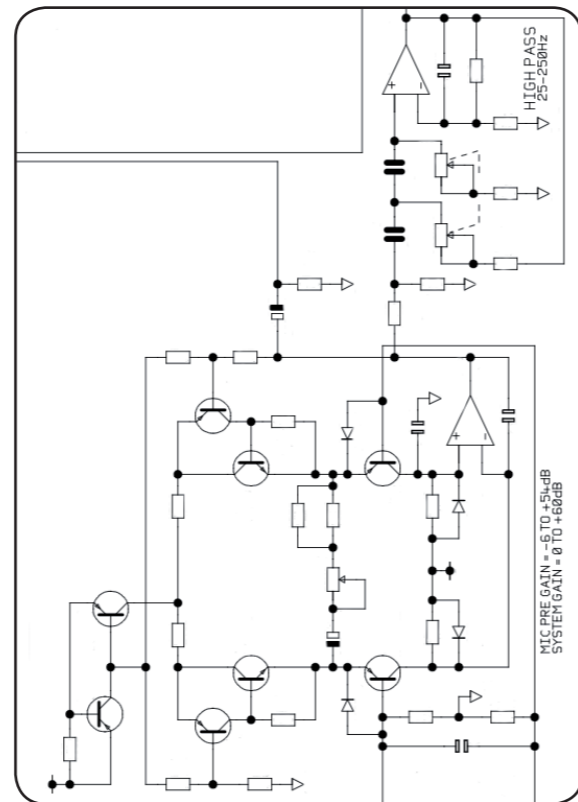 HIGH PASS
25-250Hz
MIC PRE GAIN = -6 TO +54dB
SYSTEM GAIN = 0 TO +60dB
+
-
+
-